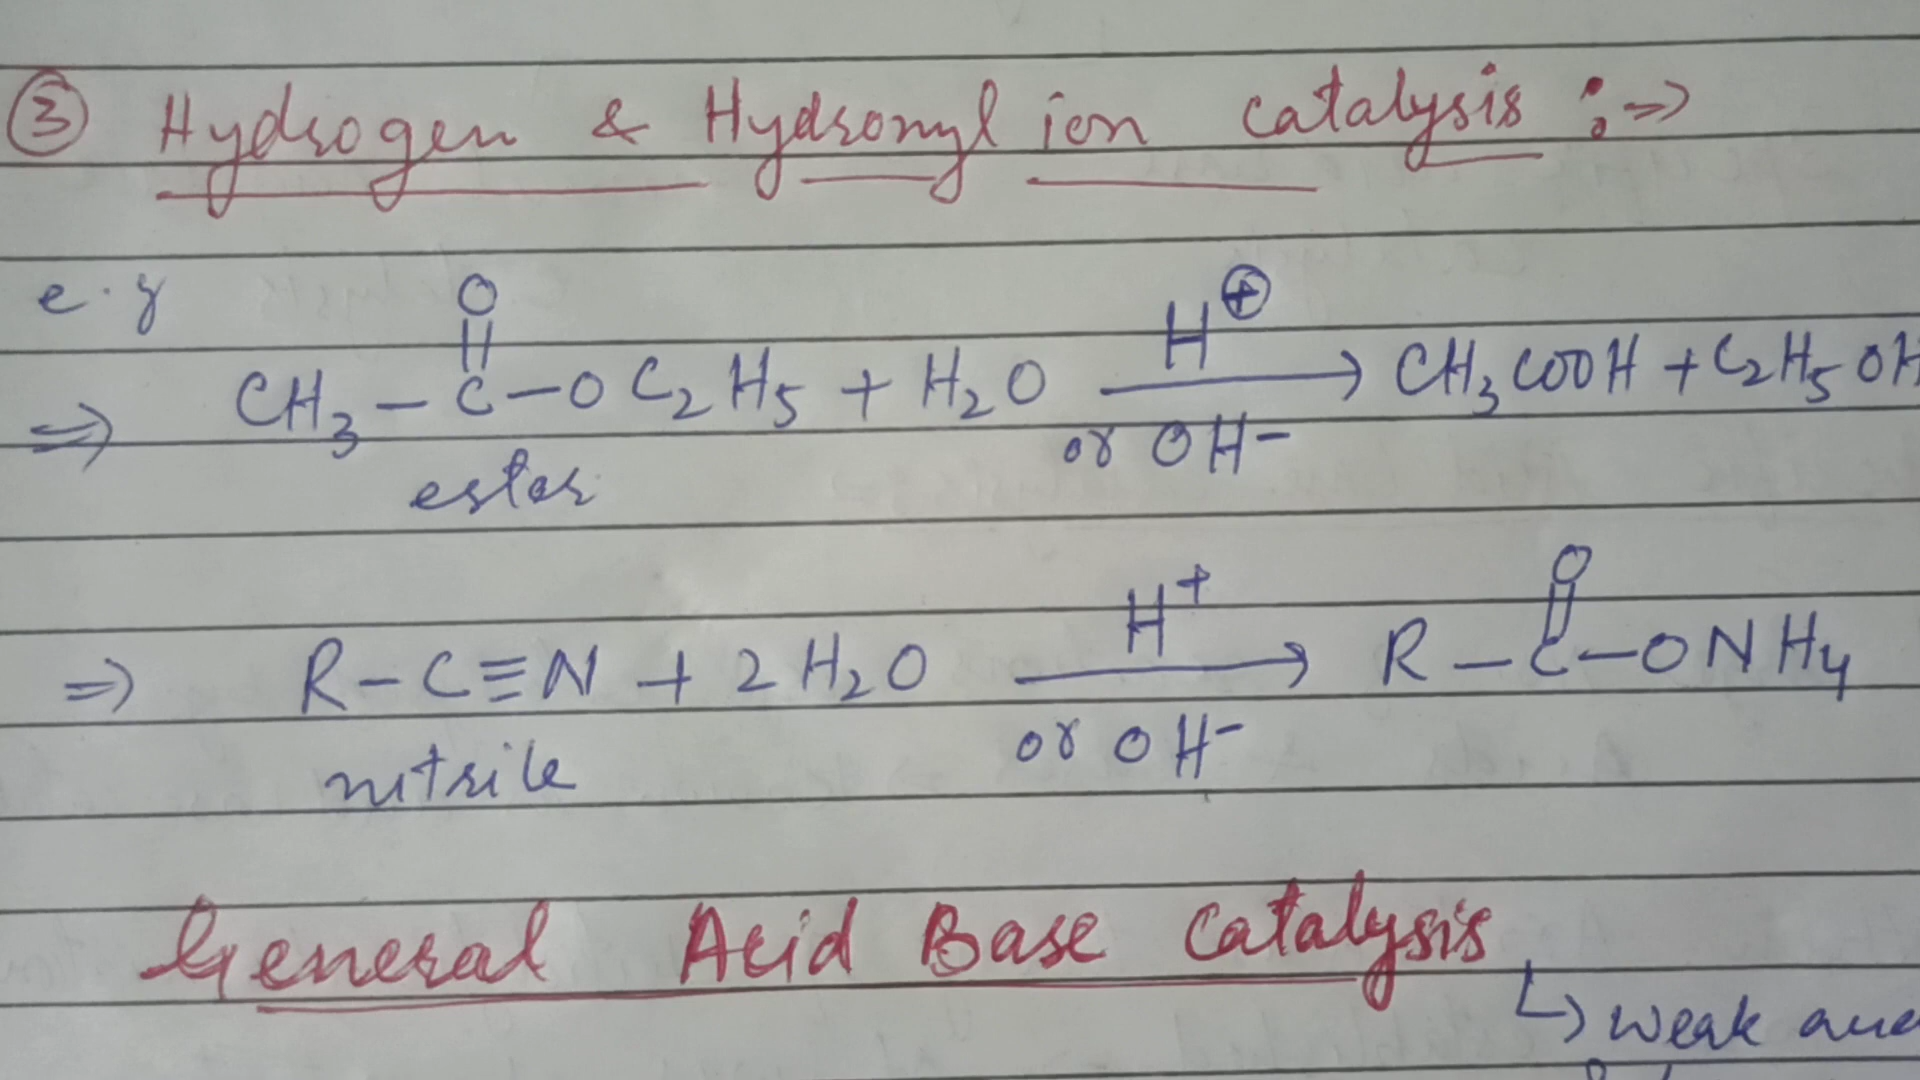 ③ Hydrogen & Hydronyl ion catalysis :⇒
e.g
⇒ CH₃ – C(=O) – O C₂H₅ + H₂O —H⊕ or OH⁻→ CH₃COOH + C₂H₅OH
ester
⇒ R – C ≡ N + 2H₂O —H⁺ or OH⁻→ R – C(=O) – ONH₄
nitrile
General Acid Base Catalysis
↳ weak